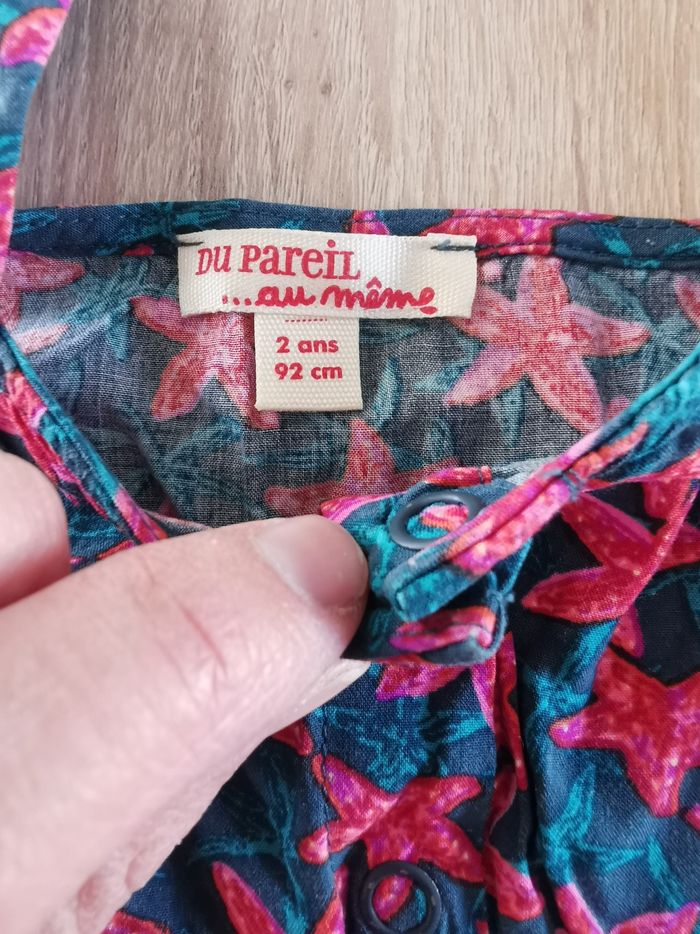 DU PAREIL
...au même
2 ans
92 cm